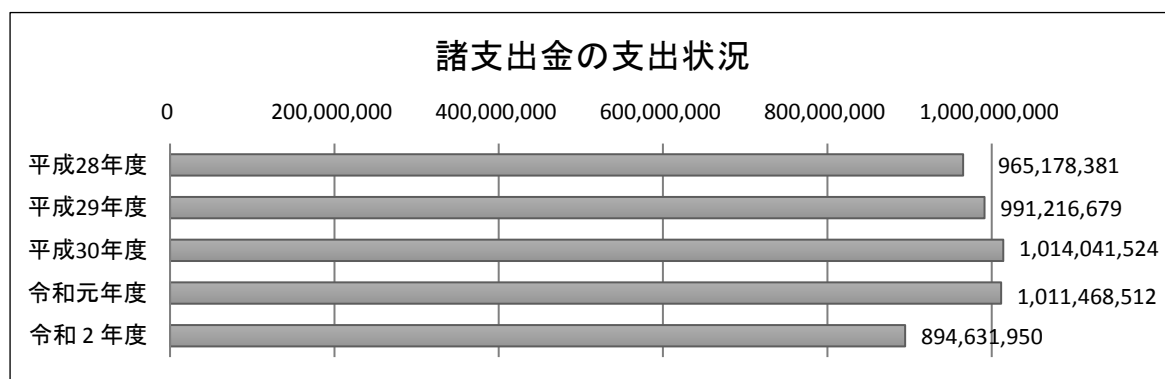 諸支出金の支出状況
0 200,000,000 400,000,000 600,000,000 800,000,000 1,000,000,000
平成28年度 965,178,381
平成29年度 991,216,679
平成30年度 1,014,041,524
令和元年度 1,011,468,512
令和２年度 894,631,950